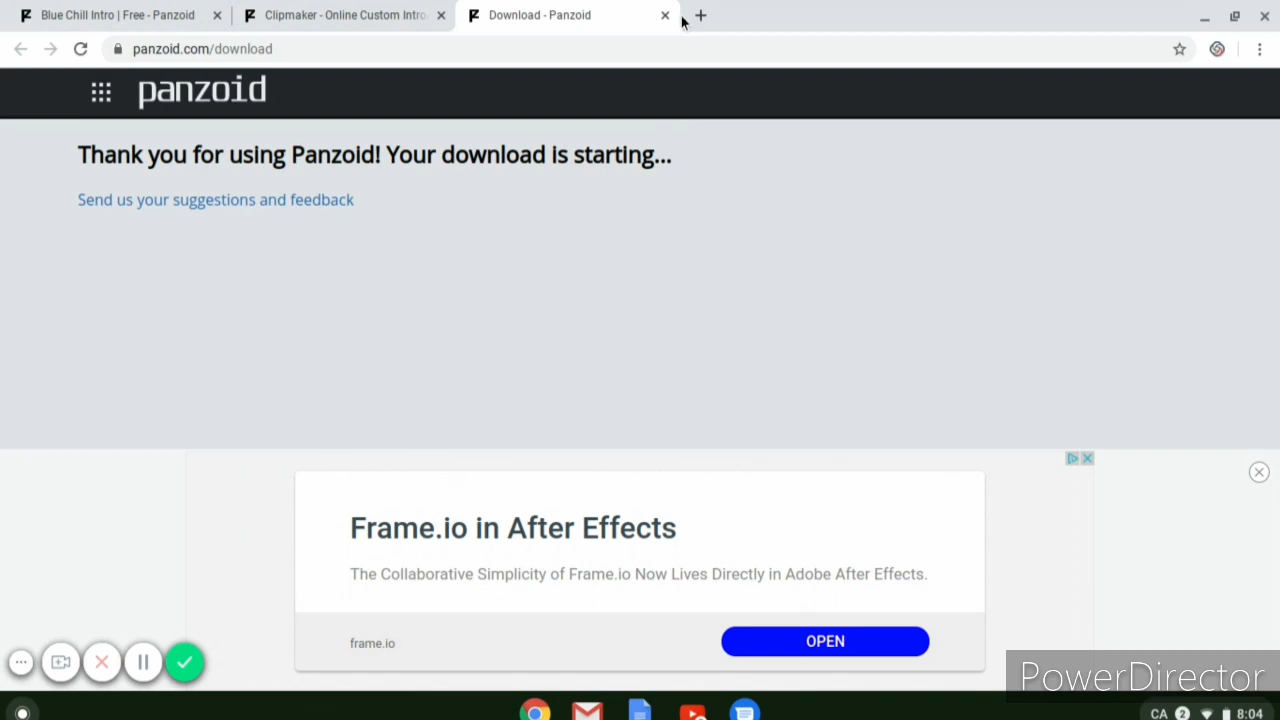 Blue Chill Intro | Free - Panzoid
Clipmaker - Online Custom Intro
Download - Panzoid
panzoid.com/download
panzoid
Thank you for using Panzoid! Your download is starting...
Send us your suggestions and feedback
Frame.io in After Effects
The Collaborative Simplicity of Frame.io Now Lives Directly in Adobe After Effects.
frame.io
OPEN
PowerDirector
CA 2 8:04